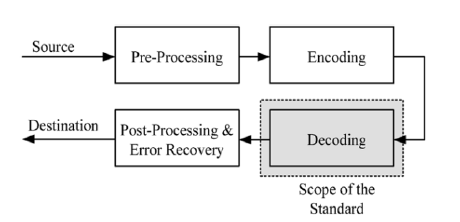 Source
Pre-Processing
Encoding
Destination
Post-Processing &
Error Recovery
Decoding
Scope of the
Standard